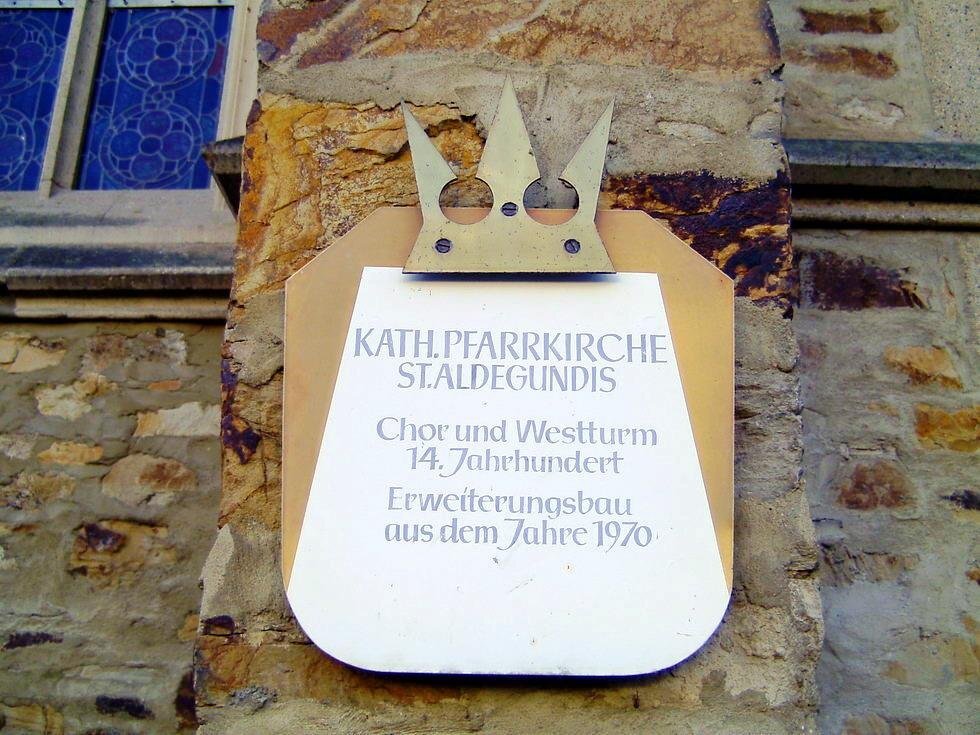 KATH. PFARRKIRCHE
ST. ALDEGUNDIS
Chor und Westturm
14. Jahrhundert
Erweiterungsbau
aus dem Jahre 1970